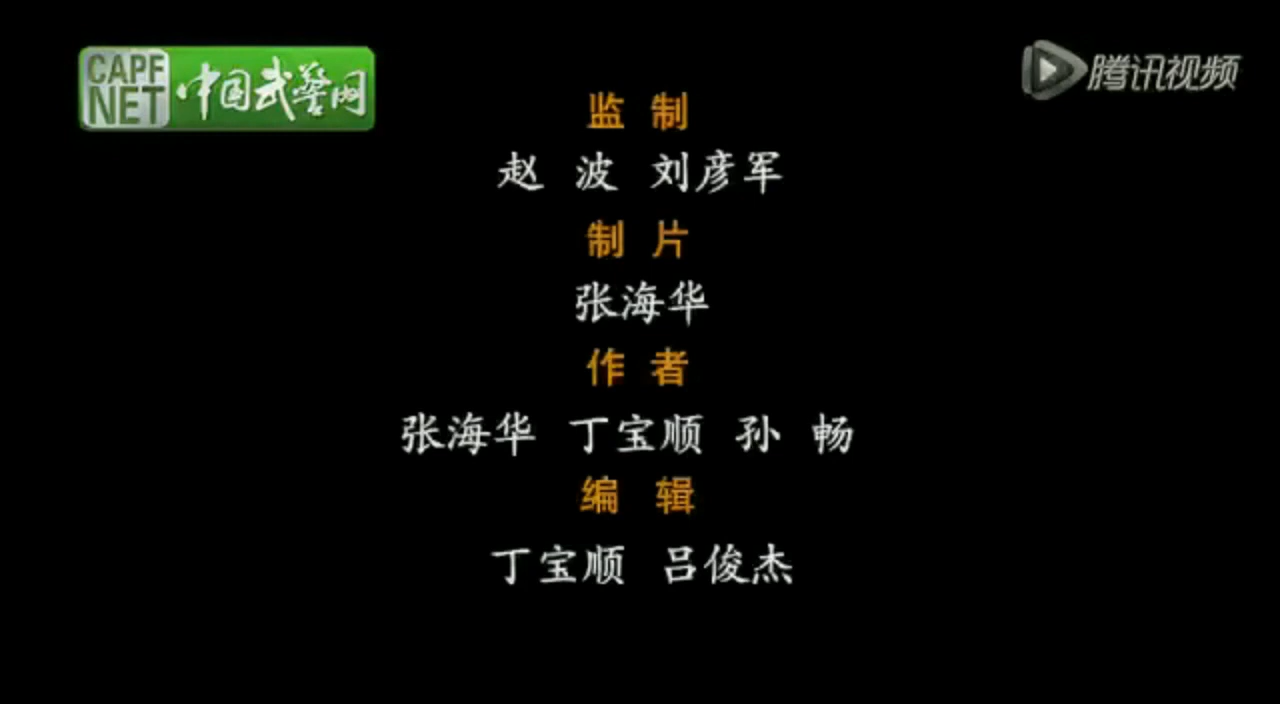 CAPF
NET
中国武警网
腾讯视频
监 制
赵 波 刘彦军
制 片
张海华
作 者
张海华 丁宝顺 孙 畅
编 辑
丁宝顺 吕俊杰